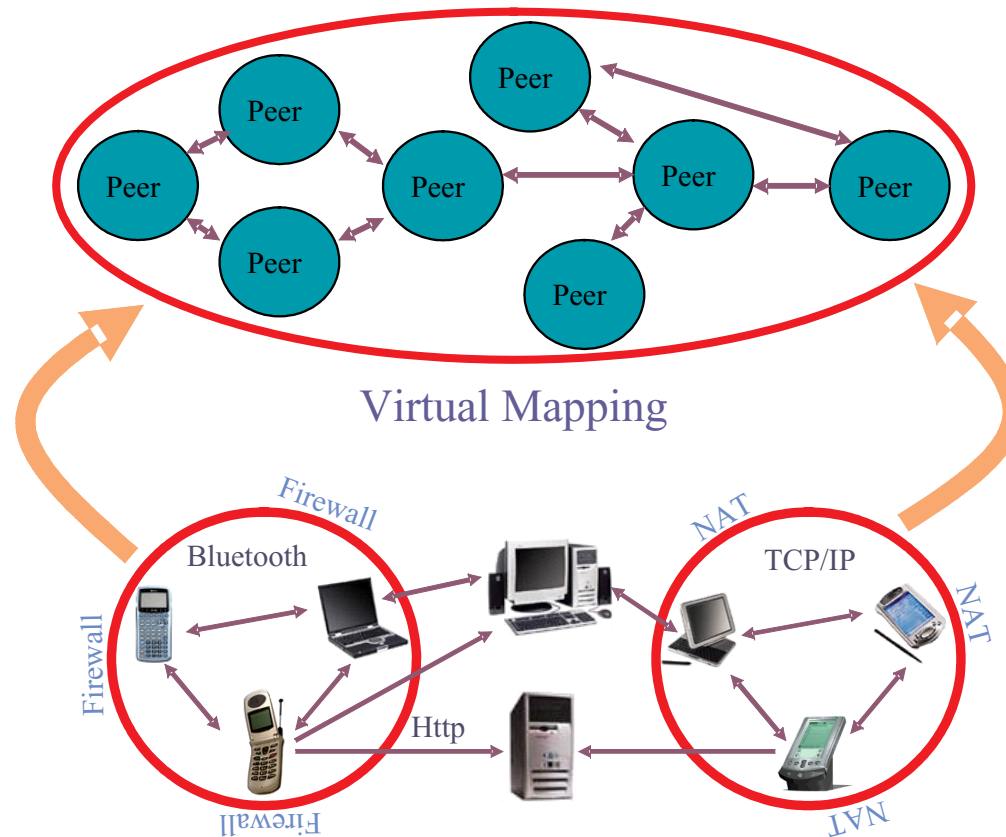 Peer
Peer
Peer
Peer
Peer
Peer
Peer
Peer
Virtual Mapping
Firewall
NAT
Bluetooth
TCP/IP
Firewall
NAT
Http
Firewall
NAT